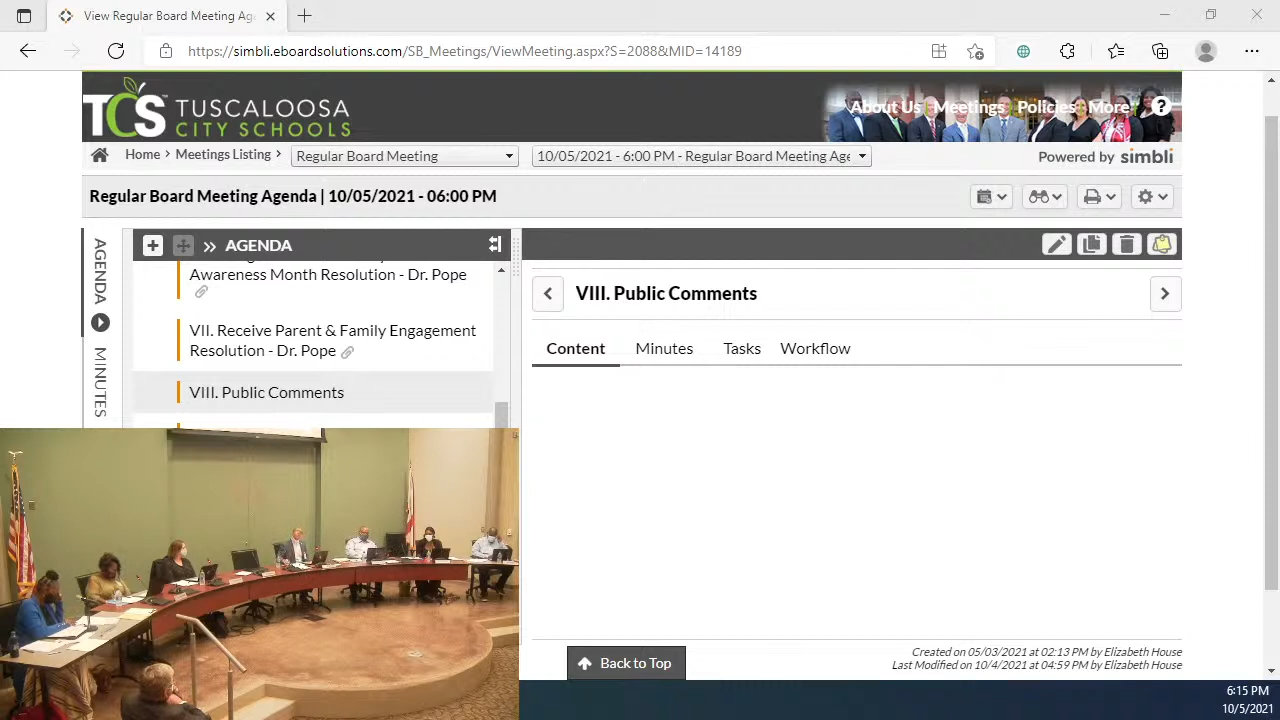 View Regular Board Meeting Ag
https://simbli.eboardsolutions.com/SB_Meetings/ViewMeeting.aspx?S=2088&MID=14189
TCS TUSCALOOSA
CITY SCHOOLS
About Us Meetings Policies More
Home Meetings Listing Regular Board Meeting 10/05/2021 - 6:00 PM - Regular Board Meeting Age
Powered by simbli
Regular Board Meeting Agenda | 10/05/2021 - 06:00 PM
AGENDA
MINUTES
AGENDA
Awareness Month Resolution - Dr. Pope
VII. Receive Parent & Family Engagement
Resolution - Dr. Pope
VIII. Public Comments
VIII. Public Comments
Content Minutes Tasks Workflow
Back to Top
Created on 05/03/2021 at 02:13 PM by Elizabeth House
Last Modified on 10/4/2021 at 04:59 PM by Elizabeth House
6:15 PM
10/5/2021